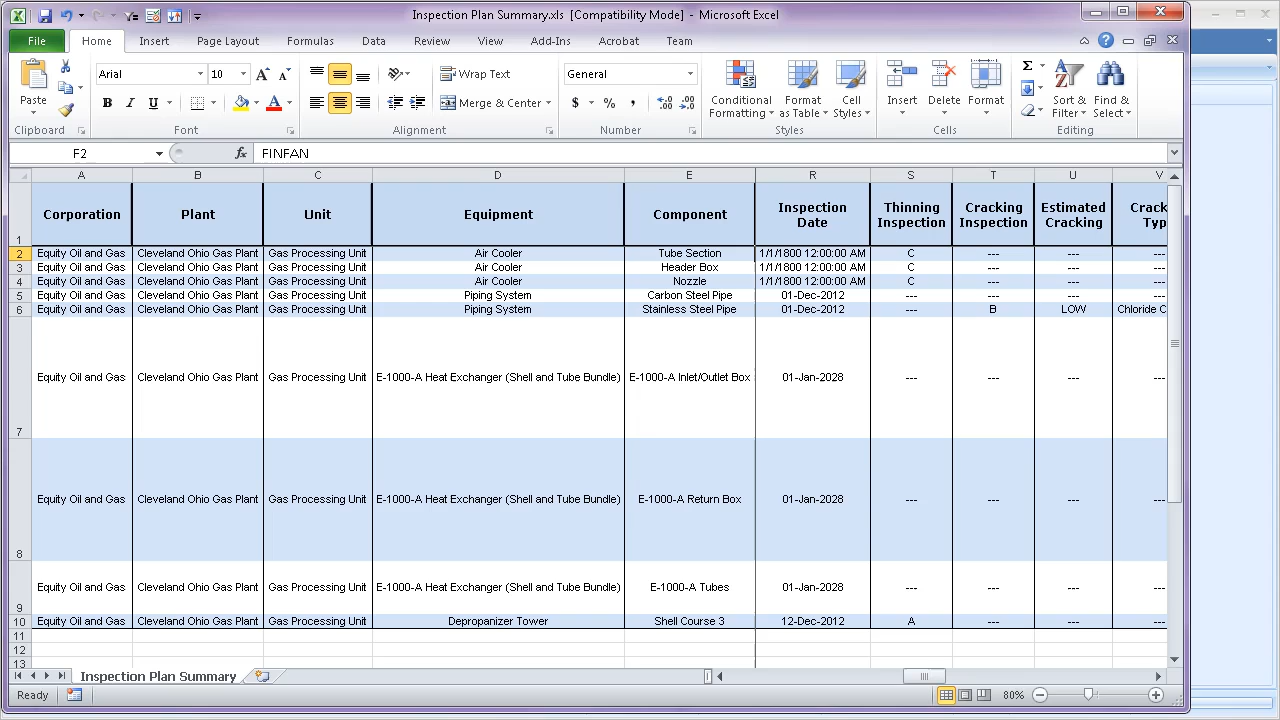 Inspection Plan Summary.xls [Compatibility Mode] - Microsoft Excel
File Home Insert Page Layout Formulas Data Review View Add-Ins Acrobat Team
Arial 10 Wrap Text General
Paste B I U Merge & Center $ % , Conditional Formatting Format as Table Cell Styles Insert Delete Format Sort & Filter Find & Select
Clipboard Font Alignment Number Styles Cells Editing
F2 fx FINFAN
A B C D E R S T U V
1 Corporation Plant Unit Equipment Component Inspection Date Thinning Inspection Cracking Inspection Estimated Cracking
2 Equity Oil and Gas Cleveland Ohio Gas Plant Gas Processing Unit Air Cooler Tube Section 1/1/1800 12:00:00 AM C --- --- ---
3 Equity Oil and Gas Cleveland Ohio Gas Plant Gas Processing Unit Air Cooler Header Box 1/1/1800 12:00:00 AM C --- --- ---
4 Equity Oil and Gas Cleveland Ohio Gas Plant Gas Processing Unit Air Cooler Nozzle 1/1/1800 12:00:00 AM C --- --- ---
5 Equity Oil and Gas Cleveland Ohio Gas Plant Gas Processing Unit Piping System Carbon Steel Pipe 01-Dec-2012 --- --- --- ---
6 Equity Oil and Gas Cleveland Ohio Gas Plant Gas Processing Unit Piping System Stainless Steel Pipe 01-Dec-2012 --- B LOW Chloride C
7 Equity Oil and Gas Cleveland Ohio Gas Plant Gas Processing Unit E-1000-A Heat Exchanger (Shell and Tube Bundle) E-1000-A Inlet/Outlet Box 01-Jan-2028 --- --- --- ---
8 Equity Oil and Gas Cleveland Ohio Gas Plant Gas Processing Unit E-1000-A Heat Exchanger (Shell and Tube Bundle) E-1000-A Return Box 01-Jan-2028 --- --- --- ---
9 Equity Oil and Gas Cleveland Ohio Gas Plant Gas Processing Unit E-1000-A Heat Exchanger (Shell and Tube Bundle) E-1000-A Tubes 01-Jan-2028 --- --- --- ---
10 Equity Oil and Gas Cleveland Ohio Gas Plant Gas Processing Unit Depropanizer Tower Shell Course 3 12-Dec-2012 A --- --- ---
11
12
13
Inspection Plan Summary
Ready 80%